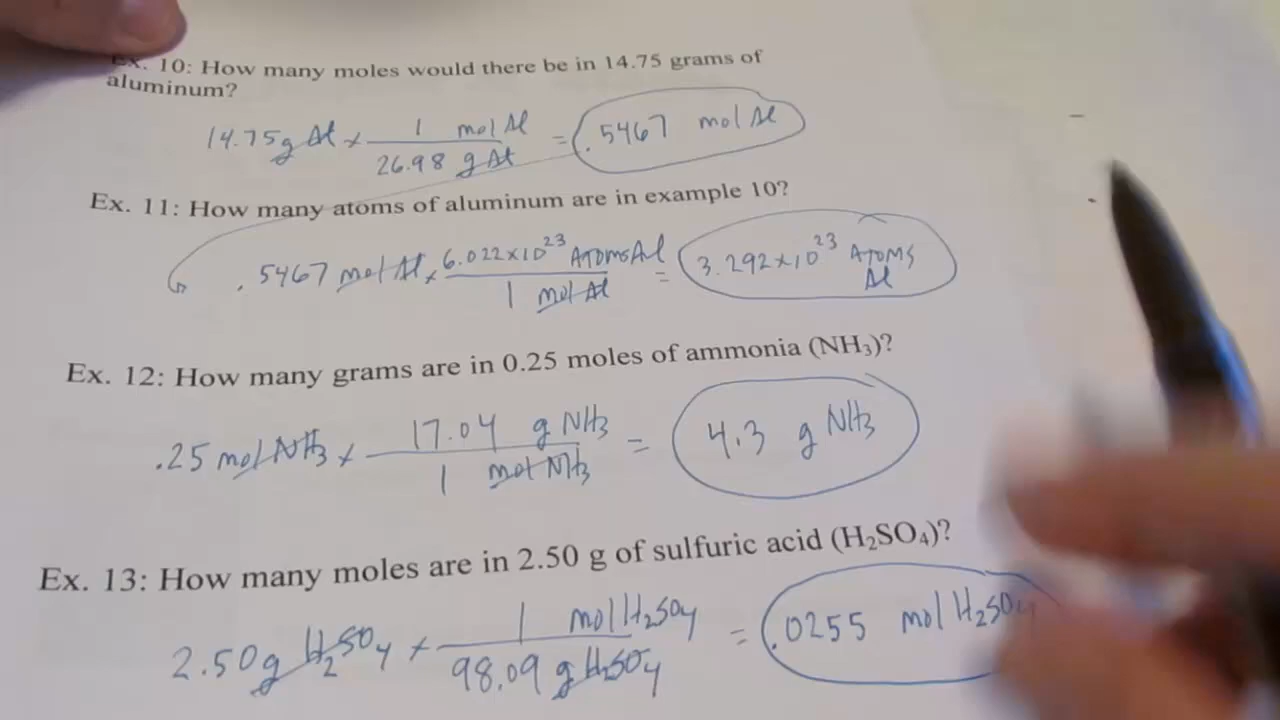 Ex. 10: How many moles would there be in 14.75 grams of
aluminum?
14.75g Al × 1 mol Al / 26.98 g Al = .5467 mol Al
Ex. 11: How many atoms of aluminum are in example 10?
.5467 mol Al × 6.022×10²³ ATOMS Al / 1 mol Al = 3.292×10²³ ATOMS Al
Ex. 12: How many grams are in 0.25 moles of ammonia (NH₃)?
.25 mol NH₃ × 17.04 g NH₃ / 1 mol NH₃ = 4.3 g NH₃
Ex. 13: How many moles are in 2.50 g of sulfuric acid (H₂SO₄)?
2.50g H₂SO₄ × 1 mol H₂SO₄ / 98.09 g H₂SO₄ = .0255 mol H₂SO₄